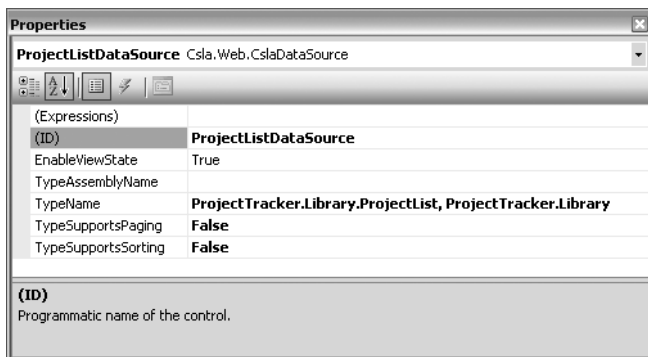 Properties
ProjectListDataSource Csla.Web.CslaDataSource
(Expressions)
(ID) ProjectListDataSource
EnableViewState True
TypeAssemblyName
TypeName ProjectTracker.Library.ProjectList, ProjectTracker.Library
TypeSupportsPaging False
TypeSupportsSorting False
(ID)
Programmatic name of the control.